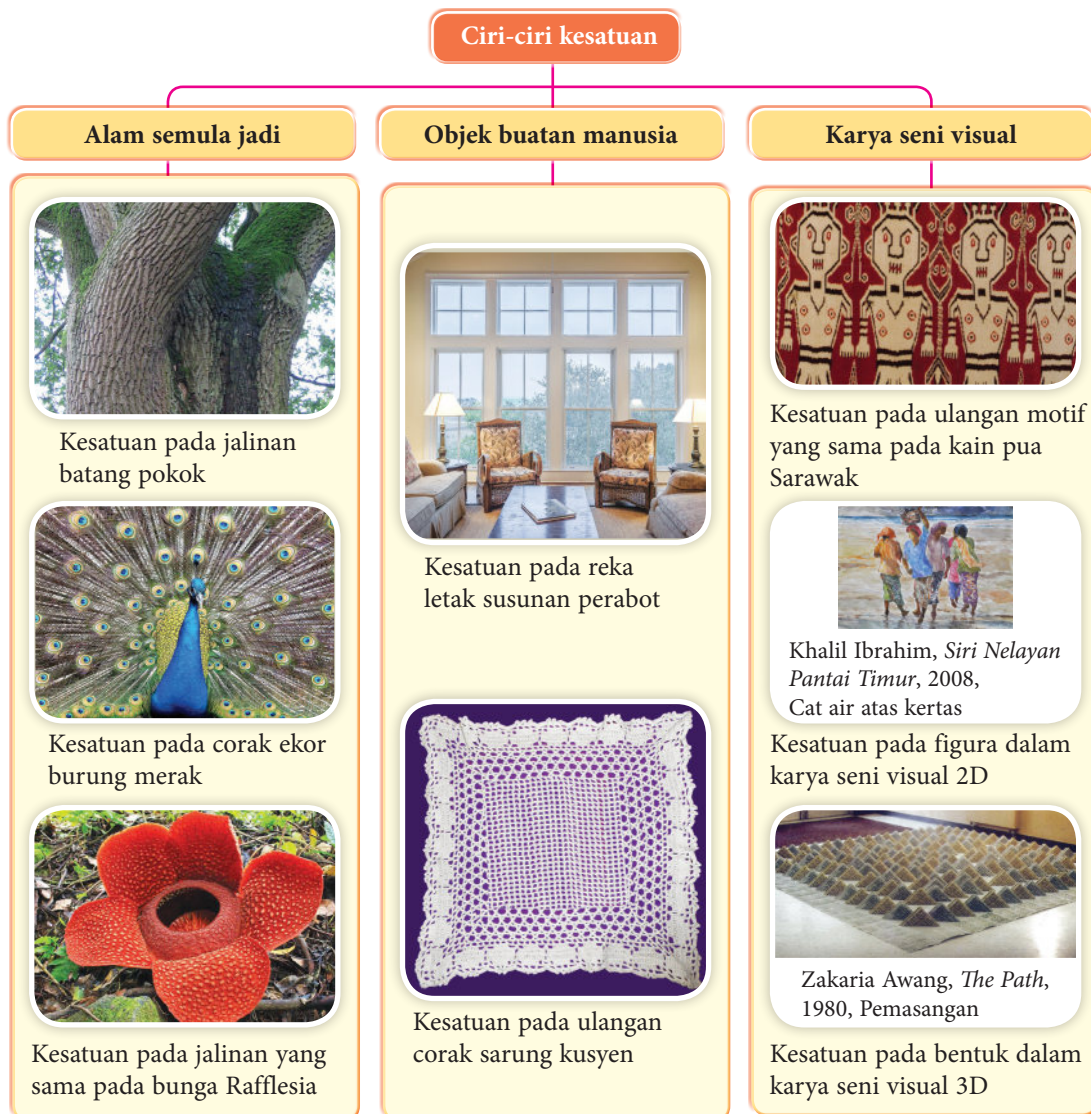 Ciri-ciri kesatuan
Alam semula jadi
Kesatuan pada jalinan
batang pokok
Kesatuan pada corak ekor
burung merak
Kesatuan pada jalinan yang
sama pada bunga Rafflesia
Objek buatan manusia
Kesatuan pada reka
letak susunan perabot
Kesatuan pada ulangan
corak sarung kusyen
Karya seni visual
Kesatuan pada ulangan motif
yang sama pada kain pua
Sarawak
Khalil Ibrahim, Siri Nelayan
Pantai Timur, 2008,
Cat air atas kertas
Kesatuan pada figura dalam
karya seni visual 2D
Zakaria Awang, The Path,
1980, Pemasangan
Kesatuan pada bentuk dalam
karya seni visual 3D